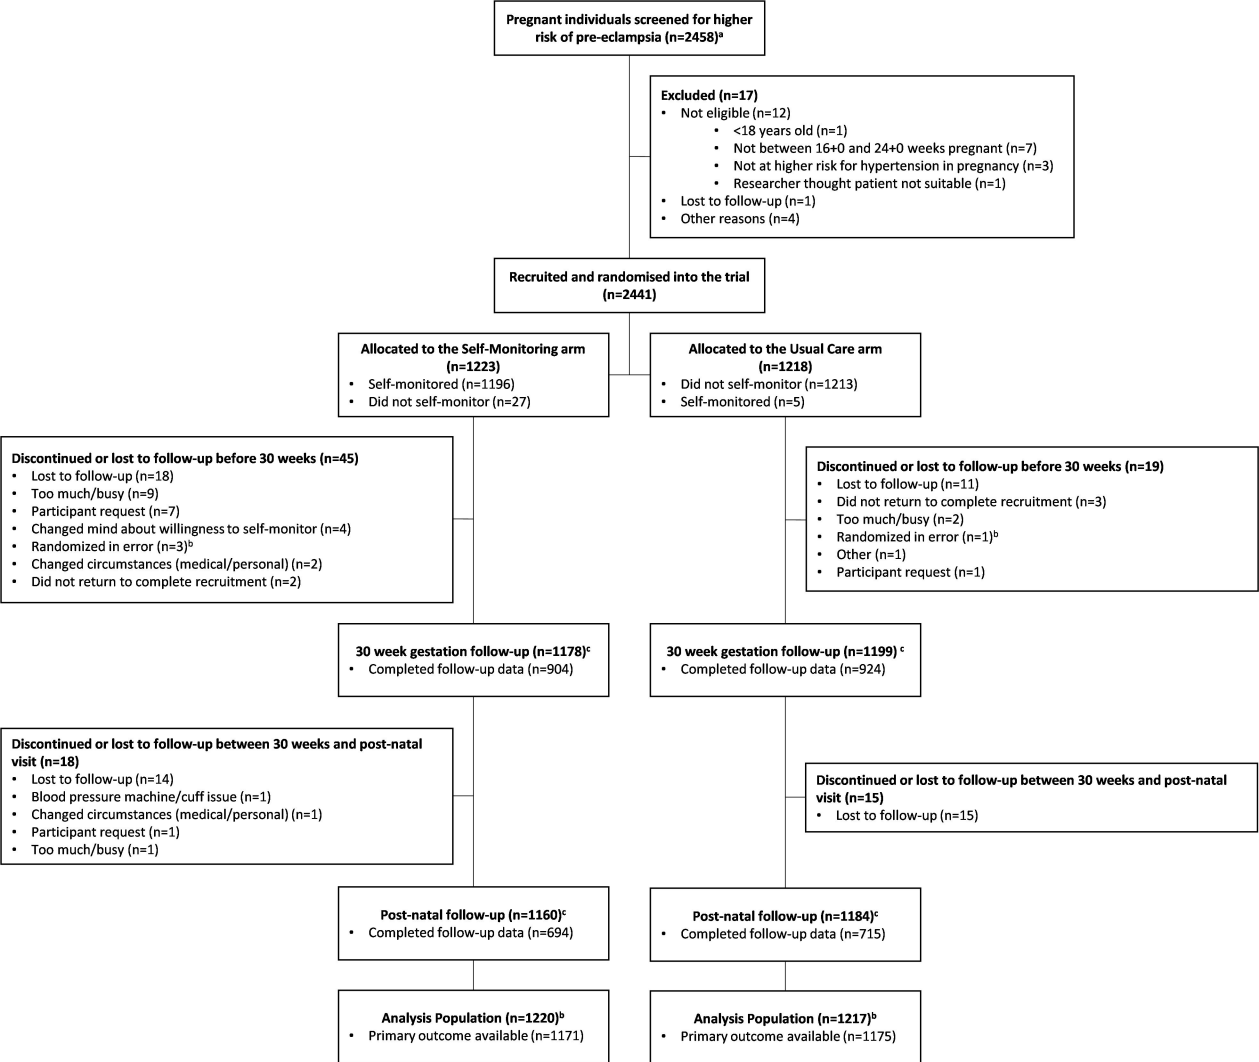 Pregnant individuals screened for higher
risk of pre-eclampsia (n=2458)ᵃ
Excluded (n=17)
• Not eligible (n=12)
• <18 years old (n=1)
• Not between 16+0 and 24+0 weeks pregnant (n=7)
• Not at higher risk for hypertension in pregnancy (n=3)
• Researcher thought patient not suitable (n=1)
• Lost to follow-up (n=1)
• Other reasons (n=4)
Recruited and randomised into the trial
(n=2441)
Allocated to the Self-Monitoring arm
(n=1223)
• Self-monitored (n=1196)
• Did not self-monitor (n=27)
Allocated to the Usual Care arm
(n=1218)
• Did not self-monitor (n=1213)
• Self-monitored (n=5)
Discontinued or lost to follow-up before 30 weeks (n=45)
• Lost to follow-up (n=18)
• Too much/busy (n=9)
• Participant request (n=7)
• Changed mind about willingness to self-monitor (n=4)
• Randomized in error (n=3)ᵇ
• Changed circumstances (medical/personal) (n=2)
• Did not return to complete recruitment (n=2)
Discontinued or lost to follow-up before 30 weeks (n=19)
• Lost to follow-up (n=11)
• Did not return to complete recruitment (n=3)
• Too much/busy (n=2)
• Randomized in error (n=1)ᵇ
• Other (n=1)
• Participant request (n=1)
30 week gestation follow-up (n=1178)ᶜ
• Completed follow-up data (n=904)
30 week gestation follow-up (n=1199) ᶜ
• Completed follow-up data (n=924)
Discontinued or lost to follow-up between 30 weeks and post-natal
visit (n=18)
• Lost to follow-up (n=14)
• Blood pressure machine/cuff issue (n=1)
• Changed circumstances (medical/personal) (n=1)
• Participant request (n=1)
• Too much/busy (n=1)
Discontinued or lost to follow-up between 30 weeks and post-natal
visit (n=15)
• Lost to follow-up (n=15)
Post-natal follow-up (n=1160)ᶜ
• Completed follow-up data (n=694)
Post-natal follow-up (n=1184)ᶜ
• Completed follow-up data (n=715)
Analysis Population (n=1220)ᵇ
• Primary outcome available (n=1171)
Analysis Population (n=1217)ᵇ
• Primary outcome available (n=1175)